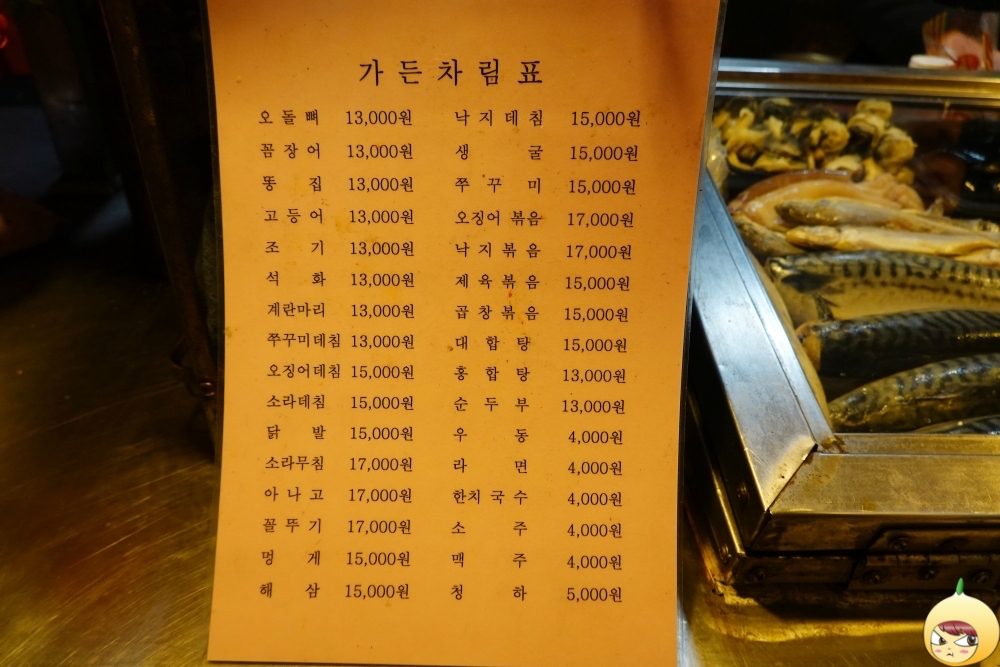 가든차림표
오돌뼈 13,000원 낙지데침 15,000원
꼼장어 13,000원 생굴 15,000원
똥집 13,000원 쭈꾸미 15,000원
고등어 13,000원 오징어 볶음 17,000원
조기 13,000원 낙지볶음 17,000원
석화 13,000원 제육볶음 15,000원
계란마리 13,000원 곱창볶음 15,000원
쭈꾸미데침 13,000원 대합탕 15,000원
오징어데침 15,000원 홍합탕 13,000원
소라데침 15,000원 순두부 13,000원
닭발 15,000원 우동 4,000원
소라무침 17,000원 라면 4,000원
아나고 17,000원 한치국수 4,000원
꼴뚜기 17,000원 소주 4,000원
멍게 15,000원 맥주 4,000원
해삼 15,000원 청하 5,000원